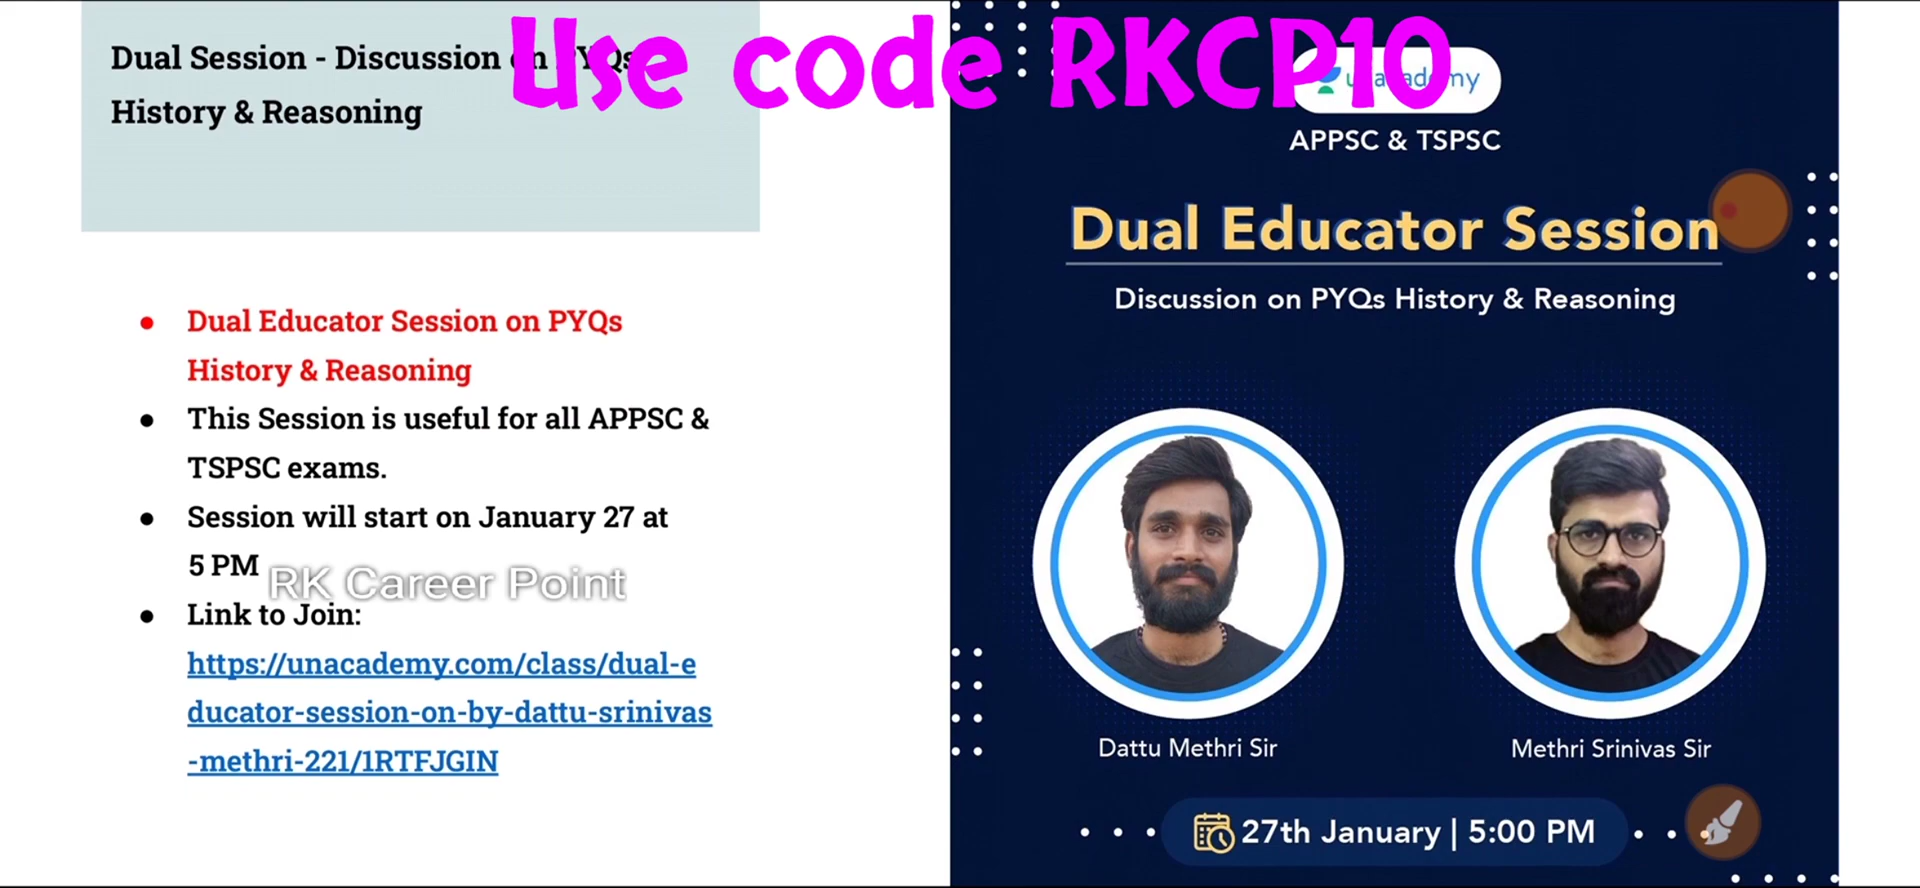 Use code RKCP10
Dual Session - Discussion on PYQs
History & Reasoning
Dual Educator Session on PYQs
History & Reasoning
This Session is useful for all APPSC &
TSPSC exams.
Session will start on January 27 at
5 PM
RK Career Point
Link to Join:
https://unacademy.com/class/dual-e
ducator-session-on-by-dattu-srinivas
-methri-221/1RTFJGIN
unacademy
APPSC & TSPSC
Dual Educator Session
Discussion on PYQs History & Reasoning
Dattu Methri Sir
Methri Srinivas Sir
27th January | 5:00 PM